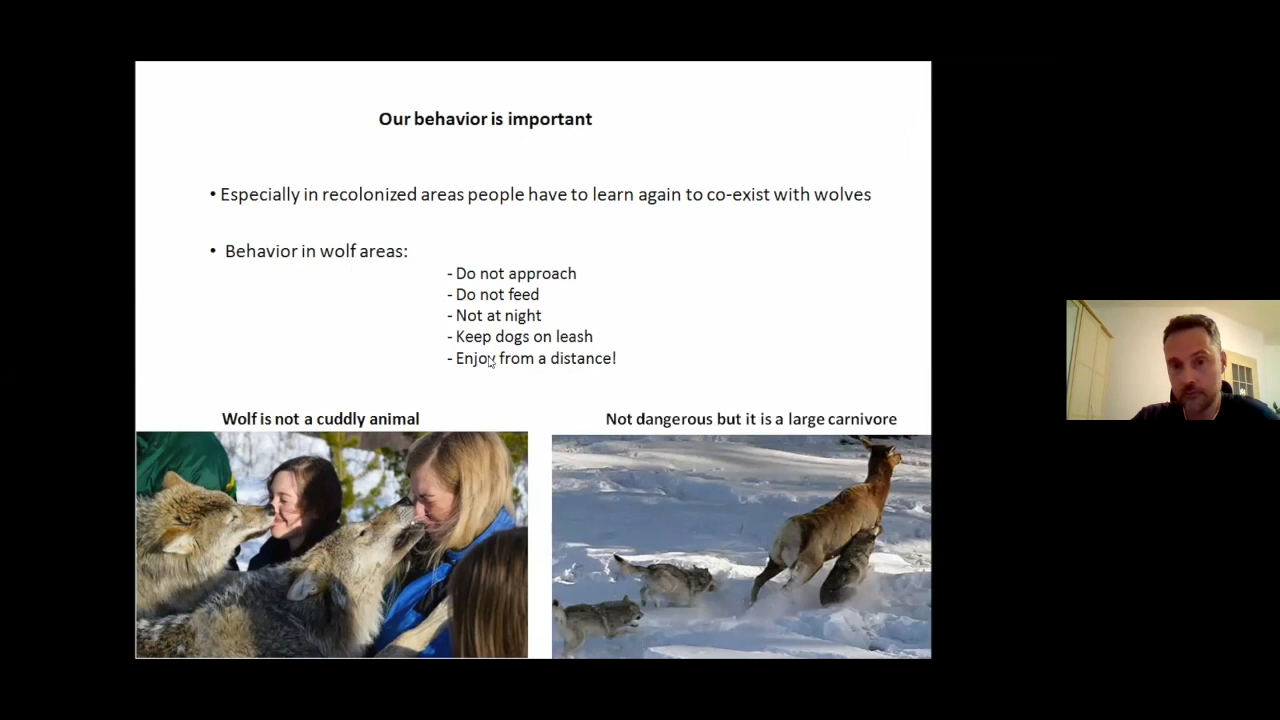 Our behavior is important
• Especially in recolonized areas people have to learn again to co-exist with wolves
• Behavior in wolf areas:
- Do not approach
- Do not feed
- Not at night
- Keep dogs on leash
- Enjoy from a distance!
Wolf is not a cuddly animal
Not dangerous but it is a large carnivore